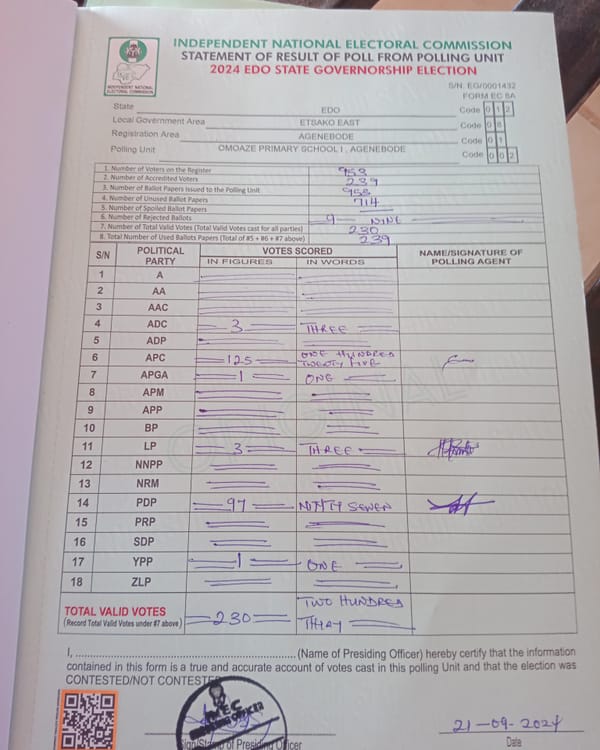 INDEPENDENT NATIONAL ELECTORAL COMMISSION
STATEMENT OF RESULT OF POLL FROM POLLING UNIT
2024 EDO STATE GOVERNORSHIP ELECTION
INEC
INDEPENDENT NATIONAL
ELECTORAL COMMISSION
S/N. EG/0001432
FORM EC 8A
State EDO Code 0 1 2
Local Government Area ETSAKO EAST Code 0 8
Registration Area AGENEBODE Code 0 1
Polling Unit OMOAZE PRIMARY SCHOOL I , AGENEBODE Code 0 0 2
1. Number of Voters on the Register 953
2. Number of Accredited Voters 239
3. Number of Ballot Papers Issued to the Polling Unit 953
4. Number of Unused Ballot Papers 714
5. Number of Spoiled Ballot Papers
6. Number of Rejected Ballots 9 NINE
7. Number of Total Valid Votes (Total Valid Votes cast for all parties) 230
8. Total Number of Used Ballots Papers (Total of #5 + #6 + #7 above) 239
S/N POLITICAL PARTY VOTES SCORED NAME/SIGNATURE OF POLLING AGENT
IN FIGURES IN WORDS
1 A
2 AA
3 AAC
4 ADC 3 THREE
5 ADP
6 APC 125 ONE HUNDRED TWENTY FIVE
7 APGA 1 ONE
8 APM
9 APP
10 BP
11 LP 3 THREE
12 NNPP
13 NRM
14 PDP 97 NINTY SEVEN
15 PRP
16 SDP
17 YPP 1 ONE
18 ZLP
TOTAL VALID VOTES 230 TWO HUNDRED
(Record Total Valid Votes under #7 above)
I, ..........................................................(Name of Presiding Officer) hereby certify that the information
contained in this form is a true and accurate account of votes cast in this polling Unit and that the election was
CONTESTED/NOT CONTESTED
INEC
Sign/Stamp of Presiding Officer
21-09-2024
Date